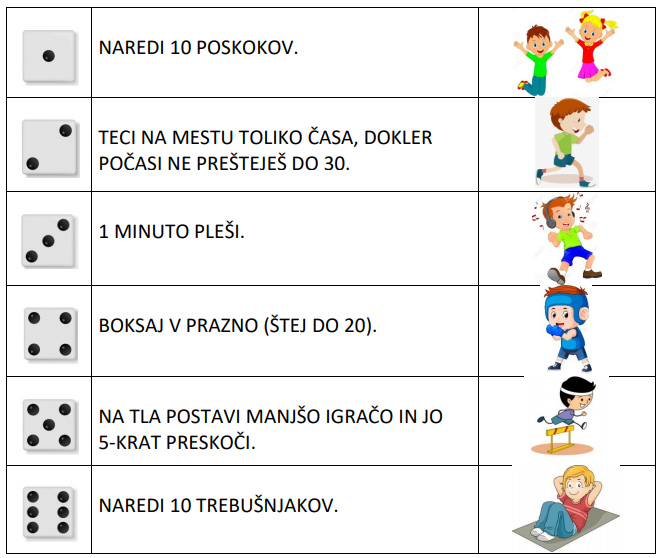 NAREDI 10 POSKOKOV.
TECI NA MESTU TOLIKO ČASA, DOKLER
POČASI NE PREŠTEJEŠ DO 30.
1 MINUTO PLEŠI.
BOKSAJ V PRAZNO (ŠTEJ DO 20).
NA TLA POSTAVI MANJŠO IGRAČO IN JO
5-KRAT PRESKOČI.
NAREDI 10 TREBUŠNJAKOV.